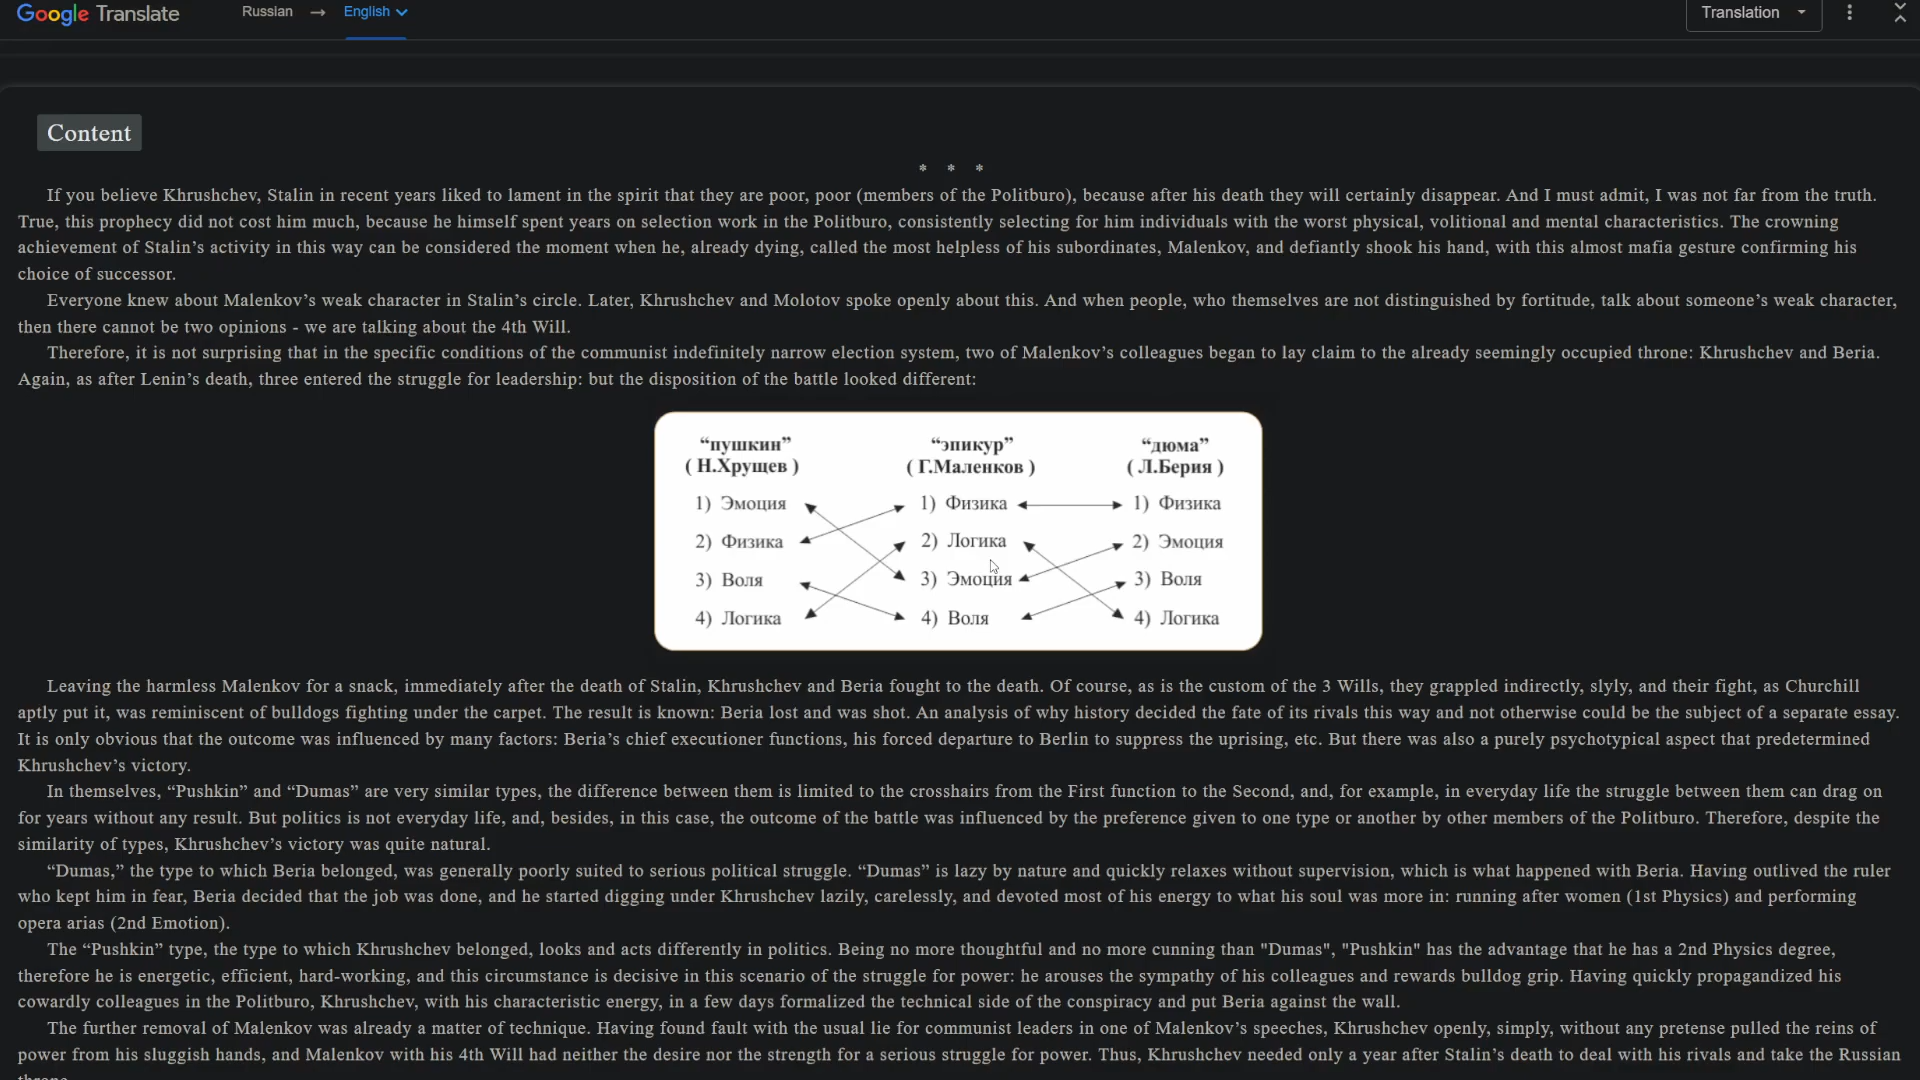 Google Translate
Russian → English
Translation
Content
* * *
If you believe Khrushchev, Stalin in recent years liked to lament in the spirit that they are poor, poor (members of the Politburo), because after his death they will certainly disappear. And I must admit, I was not far from the truth.
True, this prophecy did not cost him much, because he himself spent years on selection work in the Politburo, consistently selecting for him individuals with the worst physical, volitional and mental characteristics. The crowning
achievement of Stalin’s activity in this way can be considered the moment when he, already dying, called the most helpless of his subordinates, Malenkov, and defiantly shook his hand, with this almost mafia gesture confirming his
choice of successor.
Everyone knew about Malenkov’s weak character in Stalin’s circle. Later, Khrushchev and Molotov spoke openly about this. And when people, who themselves are not distinguished by fortitude, talk about someone’s weak character,
then there cannot be two opinions - we are talking about the 4th Will.
Therefore, it is not surprising that in the specific conditions of the communist indefinitely narrow election system, two of Malenkov’s colleagues began to lay claim to the already seemingly occupied throne: Khrushchev and Beria.
Again, as after Lenin’s death, three entered the struggle for leadership: but the disposition of the battle looked different:
“пушкин” “эпикур” “дюма”
( Н.Хрущев ) ( Г.Маленков ) ( Л.Берия )
1) Эмоция 1) Физика 1) Физика
2) Физика 2) Логика 2) Эмоция
3) Воля 3) Эмоция 3) Воля
4) Логика 4) Воля 4) Логика
Leaving the harmless Malenkov for a snack, immediately after the death of Stalin, Khrushchev and Beria fought to the death. Of course, as is the custom of the 3 Wills, they grappled indirectly, slyly, and their fight, as Churchill
aptly put it, was reminiscent of bulldogs fighting under the carpet. The result is known: Beria lost and was shot. An analysis of why history decided the fate of its rivals this way and not otherwise could be the subject of a separate essay.
It is only obvious that the outcome was influenced by many factors: Beria’s chief executioner functions, his forced departure to Berlin to suppress the uprising, etc. But there was also a purely psychotypical aspect that predetermined
Khrushchev’s victory.
In themselves, “Pushkin” and “Dumas” are very similar types, the difference between them is limited to the crosshairs from the First function to the Second, and, for example, in everyday life the struggle between them can drag on
for years without any result. But politics is not everyday life, and, besides, in this case, the outcome of the battle was influenced by the preference given to one type or another by other members of the Politburo. Therefore, despite the
similarity of types, Khrushchev’s victory was quite natural.
“Dumas,” the type to which Beria belonged, was generally poorly suited to serious political struggle. “Dumas” is lazy by nature and quickly relaxes without supervision, which is what happened with Beria. Having outlived the ruler
who kept him in fear, Beria decided that the job was done, and he started digging under Khrushchev lazily, carelessly, and devoted most of his energy to what his soul was more in: running after women (1st Physics) and performing
opera arias (2nd Emotion).
The “Pushkin” type, the type to which Khrushchev belonged, looks and acts differently in politics. Being no more thoughtful and no more cunning than "Dumas", "Pushkin" has the advantage that he has a 2nd Physics degree,
therefore he is energetic, efficient, hard-working, and this circumstance is decisive in this scenario of the struggle for power: he arouses the sympathy of his colleagues and rewards bulldog grip. Having quickly propagandized his
cowardly colleagues in the Politburo, Khrushchev, with his characteristic energy, in a few days formalized the technical side of the conspiracy and put Beria against the wall.
The further removal of Malenkov was already a matter of technique. Having found fault with the usual lie for communist leaders in one of Malenkov’s speeches, Khrushchev openly, simply, without any pretense pulled the reins of
power from his sluggish hands, and Malenkov with his 4th Will had neither the desire nor the strength for a serious struggle for power. Thus, Khrushchev needed only a year after Stalin’s death to deal with his rivals and take the Russian